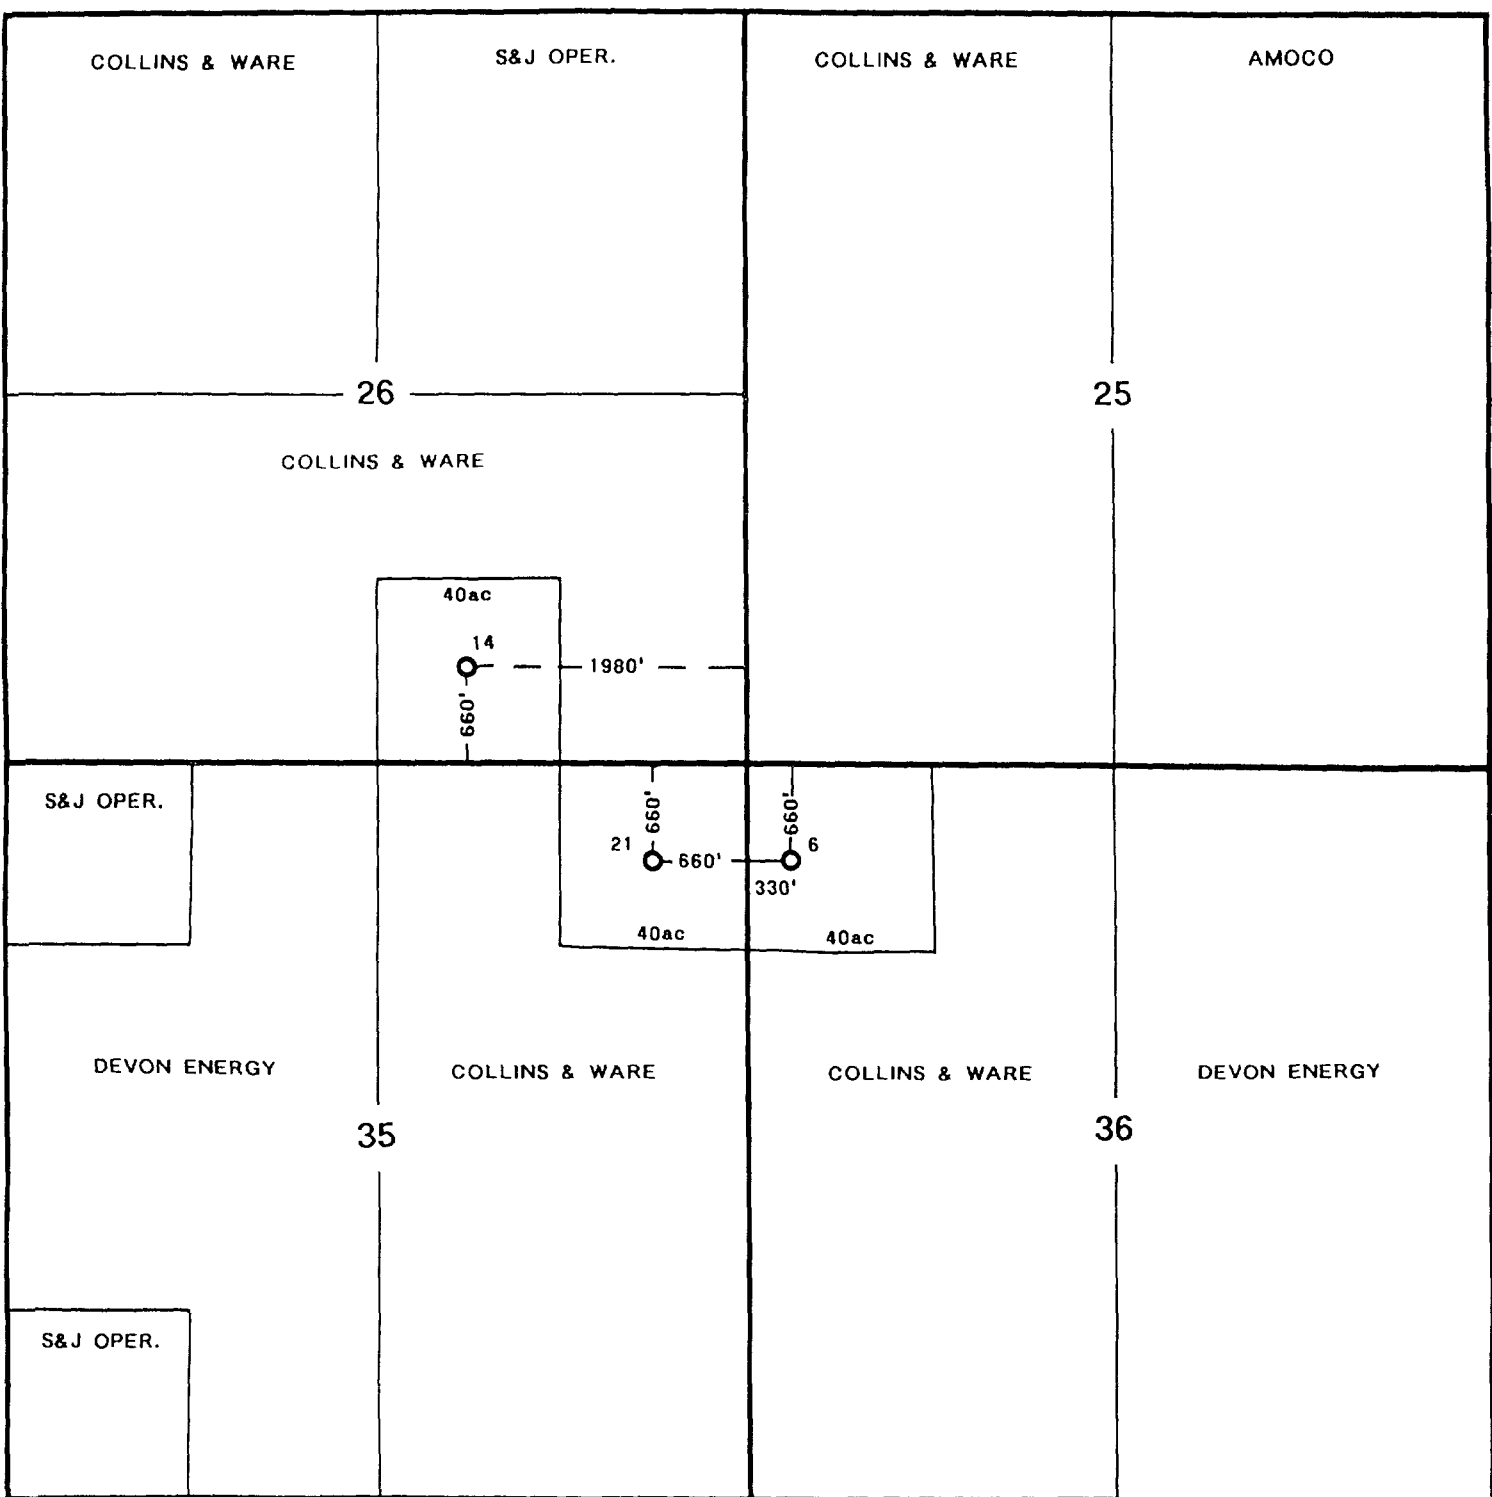 COLLINS & WARE
S&J OPER.
COLLINS & WARE
AMOCO
26
25
COLLINS & WARE
40ac
14
1980'
660'
S&J OPER.
660'
660'
21
660'
6
330'
40ac
40ac
DEVON ENERGY
COLLINS & WARE
COLLINS & WARE
DEVON ENERGY
35
36
S&J OPER.